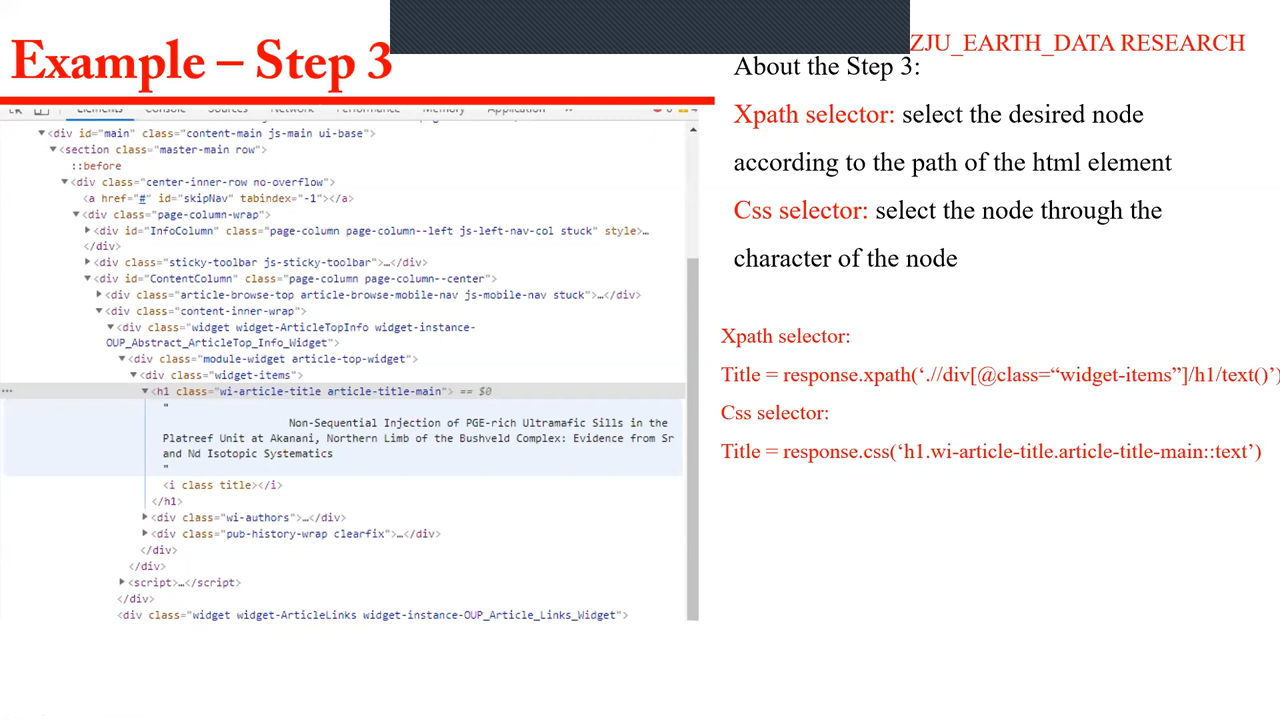 Example – Step 3
ZJU_EARTH_DATA RESEARCH
Elements Console Sources Network Performance Memory Application »
<div id="main" class="content-main js-main ui-base">
<section class="master-main row">
::before
<div class="center-inner-row no-overflow">
<a href="#" id="skipNav" tabindex="-1"></a>
<div class="page-column-wrap">
<div id="InfoColumn" class="page-column page-column--left js-left-nav-col stuck" style>…
</div>
<div class="sticky-toolbar js-sticky-toolbar">…</div>
<div id="ContentColumn" class="page-column page-column--center">
<div class="article-browse-top article-browse-mobile-nav js-mobile-nav stuck">…</div>
<div class="content-inner-wrap">
<div class="widget widget-ArticleTopInfo widget-instance-
OUP_Abstract_ArticleTop_Info_Widget">
<div class="module-widget article-top-widget">
<div class="widget-items">
… <h1 class="wi-article-title article-title-main"> == $0
"
Non-Sequential Injection of PGE-rich Ultramafic Sills in the
Platreef Unit at Akanani, Northern Limb of the Bushveld Complex: Evidence from Sr
and Nd Isotopic Systematics
"
<i class title></i>
</h1>
<div class="wi-authors">…</div>
<div class="pub-history-wrap clearfix">…</div>
</div>
</div>
<script>…</script>
</div>
<div class="widget widget-ArticleLinks widget-instance-OUP_Article_Links_Widget">
About the Step 3:
Xpath selector: select the desired node
according to the path of the html element
Css selector: select the node through the
character of the node
Xpath selector:
Title = response.xpath(‘.//div[@class=“widget-items”]/h1/text()’)
Css selector:
Title = response.css(‘h1.wi-article-title.article-title-main::text’)